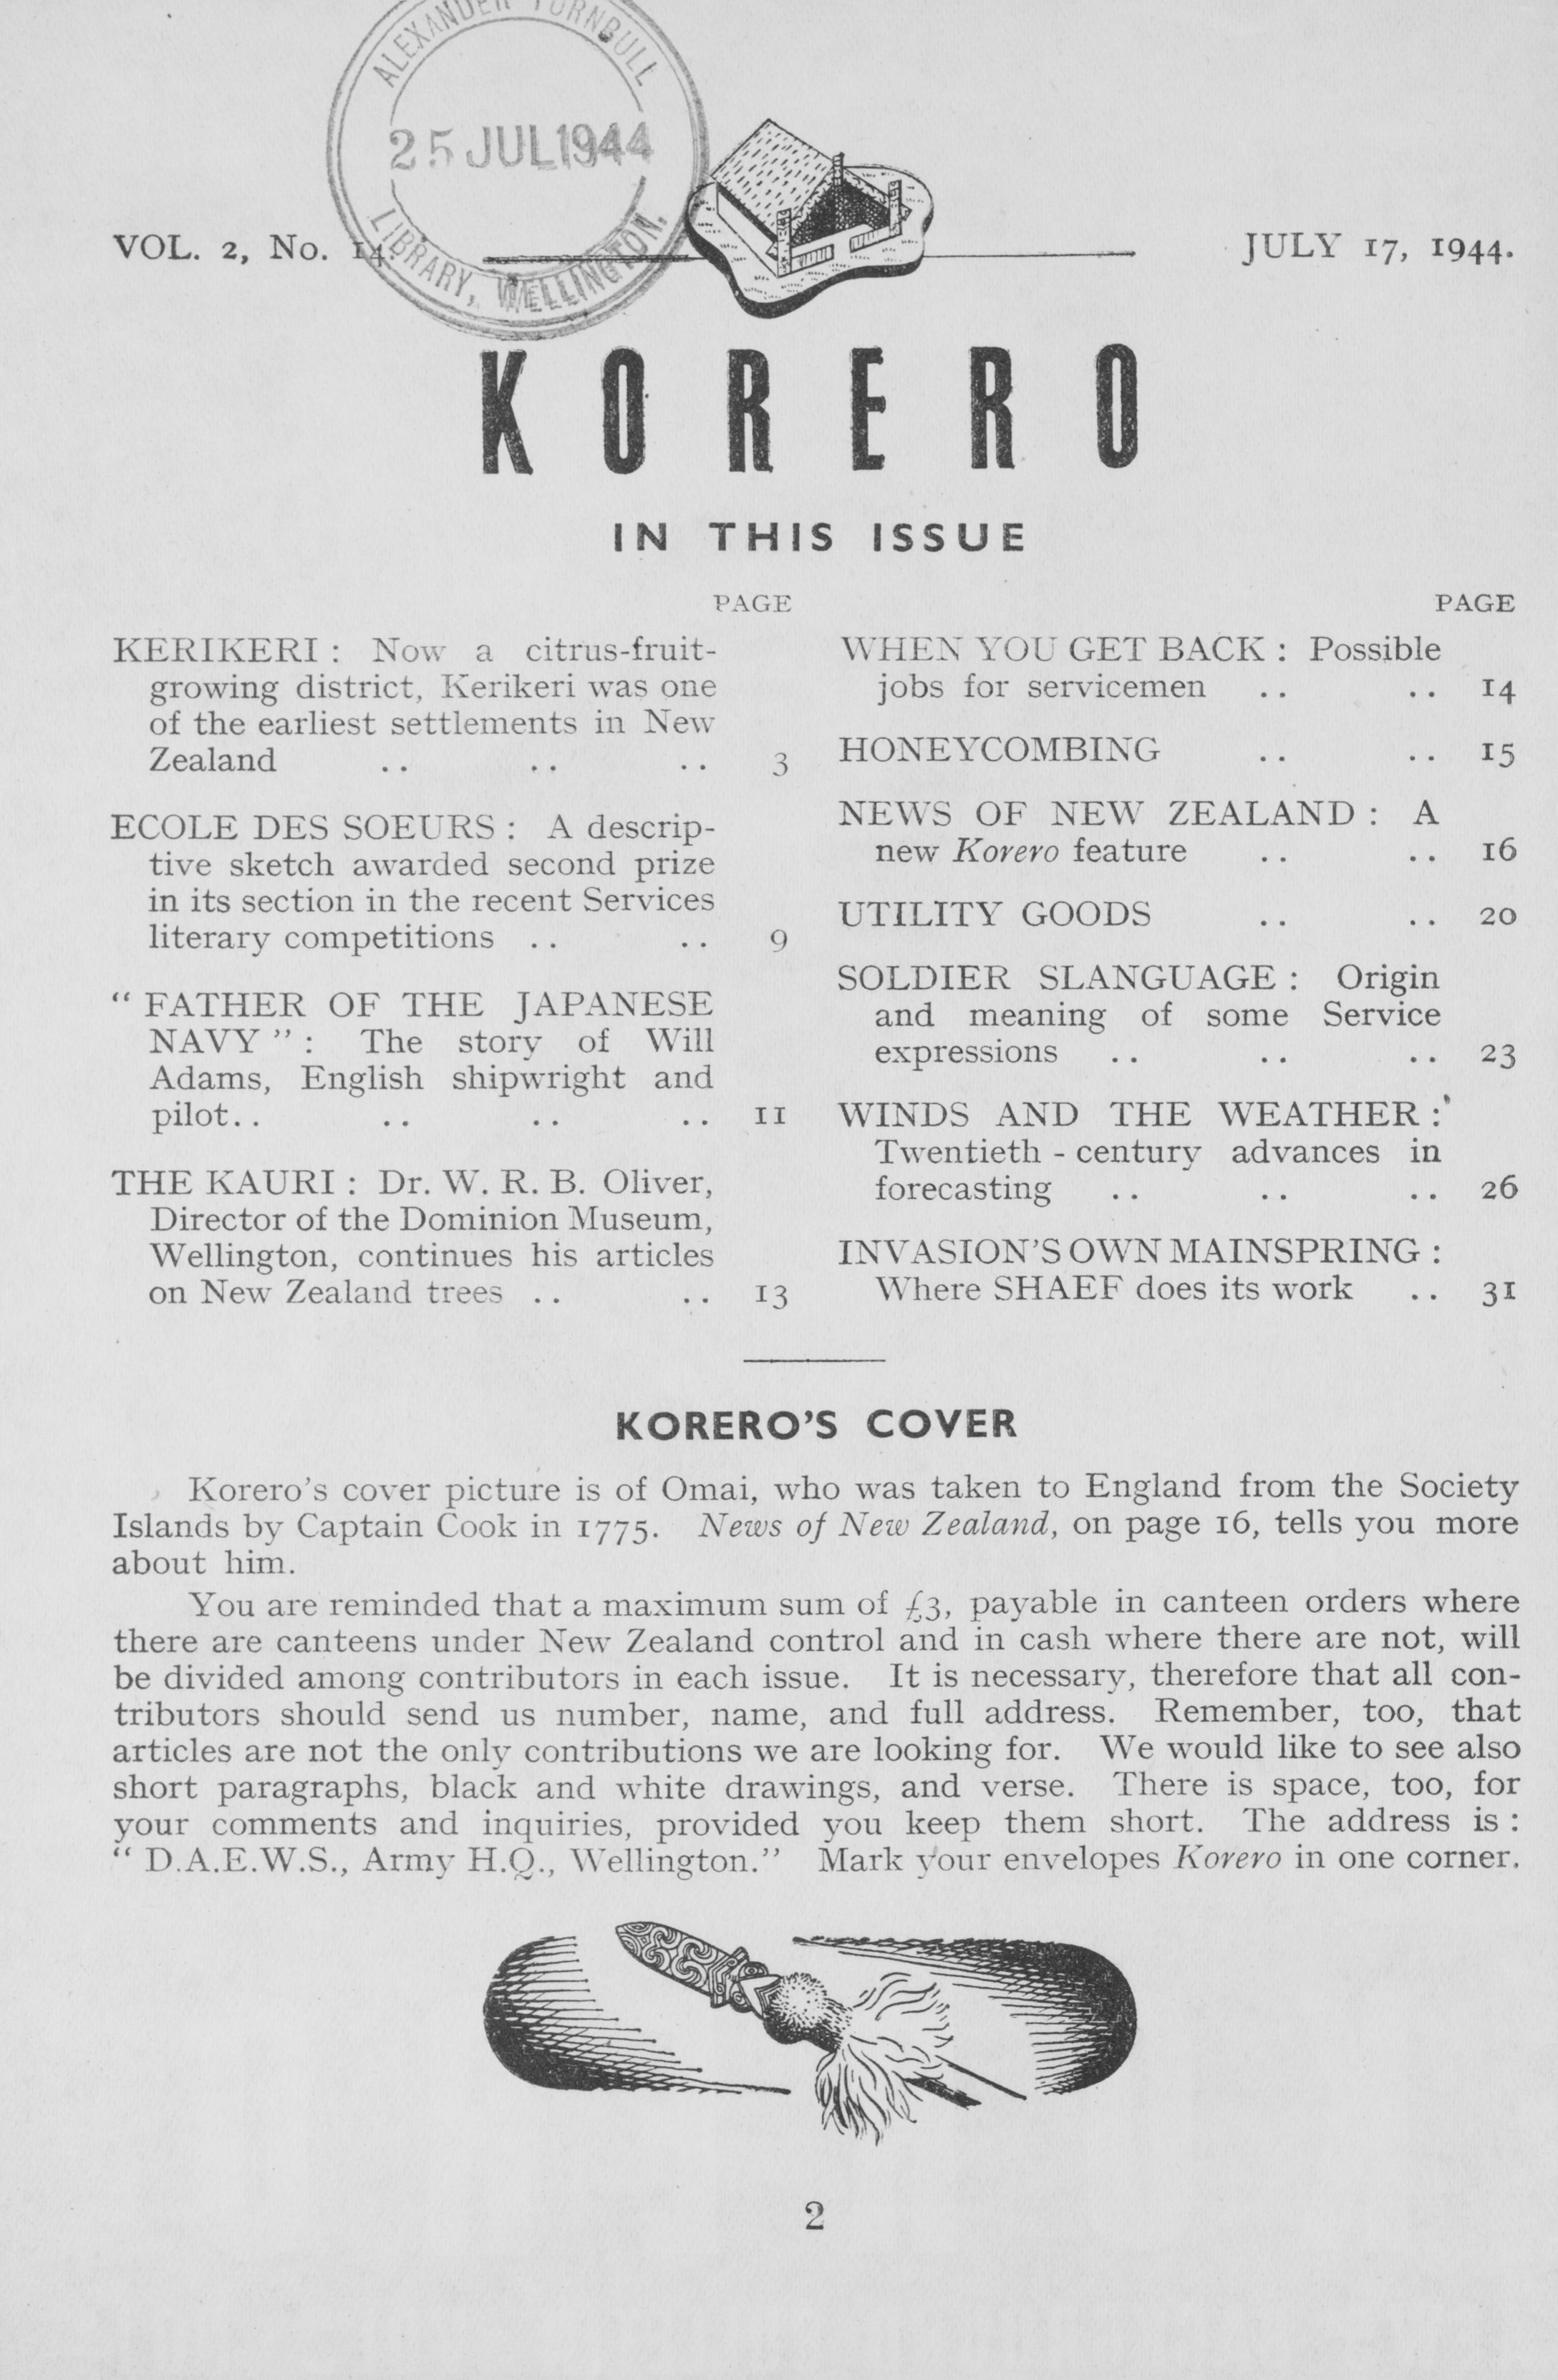 ALEXANDER TURNBULL
25 JUL 1944
LIBRARY, WELLINGTON.
VOL. 2, No. 14.
JULY 17, 1944.
KORERO
IN THIS ISSUE
PAGE
KERIKERI : Now a citrus-fruit-
growing district, Kerikeri was one
of the earliest settlements in New
Zealand .. .. .. 3
ECOLE DES SOEURS : A descrip-
tive sketch awarded second prize
in its section in the recent Services
literary competitions .. .. 9
“ FATHER OF THE JAPANESE
NAVY ” : The story of Will
Adams, English shipwright and
pilot.. .. .. .. 11
THE KAURI : Dr. W. R. B. Oliver,
Director of the Dominion Museum,
Wellington, continues his articles
on New Zealand trees .. .. 13
PAGE
WHEN YOU GET BACK : Possible
jobs for servicemen .. .. 14
HONEYCOMBING .. .. 15
NEWS OF NEW ZEALAND : A
new Korero feature .. .. 16
UTILITY GOODS .. .. 20
SOLDIER SLANGUAGE : Origin
and meaning of some Service
expressions .. .. .. 23
WINDS AND THE WEATHER :
Twentieth - century advances in
forecasting .. .. .. 26
INVASION'S OWN MAINSPRING :
Where SHAEF does its work .. 31
KORERO'S COVER
Korero's cover picture is of Omai, who was taken to England from the Society
Islands by Captain Cook in 1775. News of New Zealand, on page 16, tells you more
about him.
You are reminded that a maximum sum of £3, payable in canteen orders where
there are canteens under New Zealand control and in cash where there are not, will
be divided among contributors in each issue. It is necessary, therefore that all con-
tributors should send us number, name, and full address. Remember, too, that
articles are not the only contributions we are looking for. We would like to see also
short paragraphs, black and white drawings, and verse. There is space, too, for
your comments and inquiries, provided you keep them short. The address is :
“ D.A.E.W.S., Army H.Q., Wellington.” Mark your envelopes Korero in one corner.
2